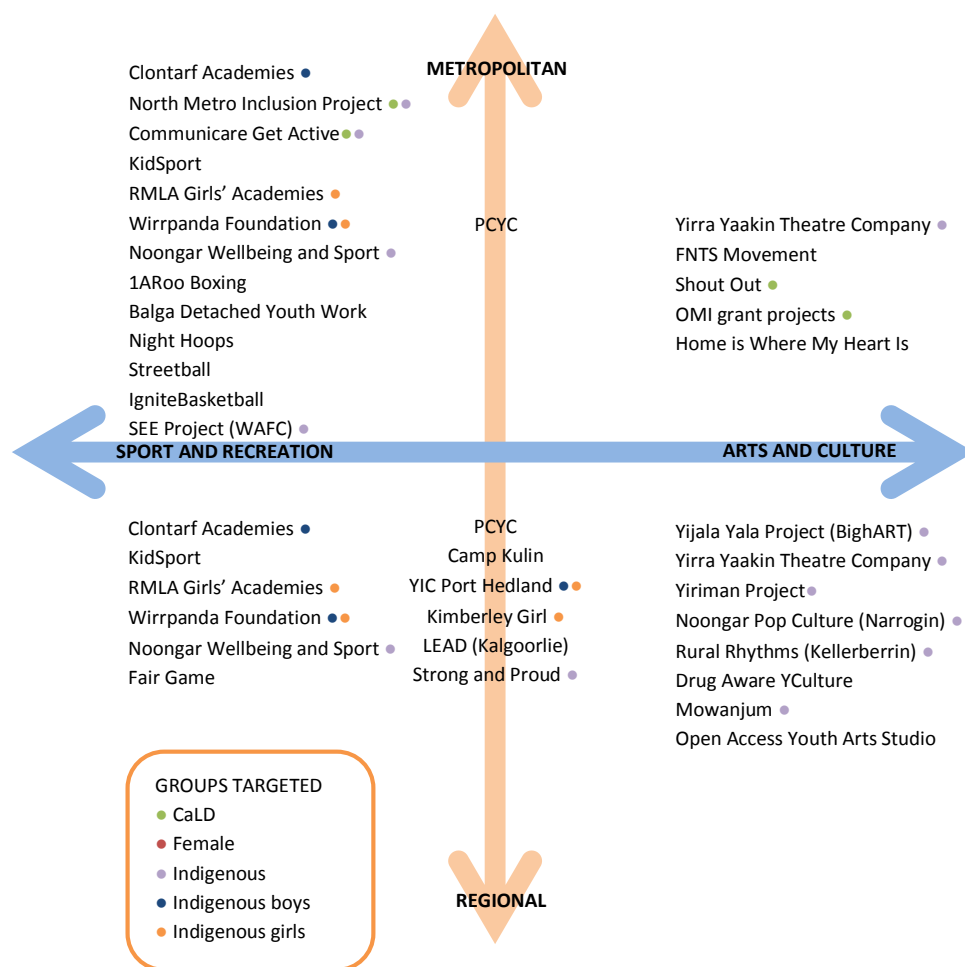 METROPOLITAN
Clontarf Academies
North Metro Inclusion Project
Communicare Get Active
KidSport
RMLA Girls' Academies
Wirrpanda Foundation
Noongar Wellbeing and Sport
1ARoo Boxing
Balga Detached Youth Work
Night Hoops
Streetball
IgniteBasketball
SEE Project (WAFC)
PCYC
Yirra Yaakin Theatre Company
FNTS Movement
Shout Out
OMI grant projects
Home is Where My Heart Is
SPORT AND RECREATION
ARTS AND CULTURE
Clontarf Academies
KidSport
RMLA Girls' Academies
Wirrpanda Foundation
Noongar Wellbeing and Sport
Fair Game
PCYC
Camp Kulin
YIC Port Hedland
Kimberley Girl
LEAD (Kalgoorlie)
Strong and Proud
Yijala Yala Project (BighART)
Yirra Yaakin Theatre Company
Yiriman Project
Noongar Pop Culture (Narrogin)
Rural Rhythms (Kellerberrin)
Drug Aware YCulture
Mowanjum
Open Access Youth Arts Studio
GROUPS TARGETED
CaLD
Female
Indigenous
Indigenous boys
Indigenous girls
REGIONAL